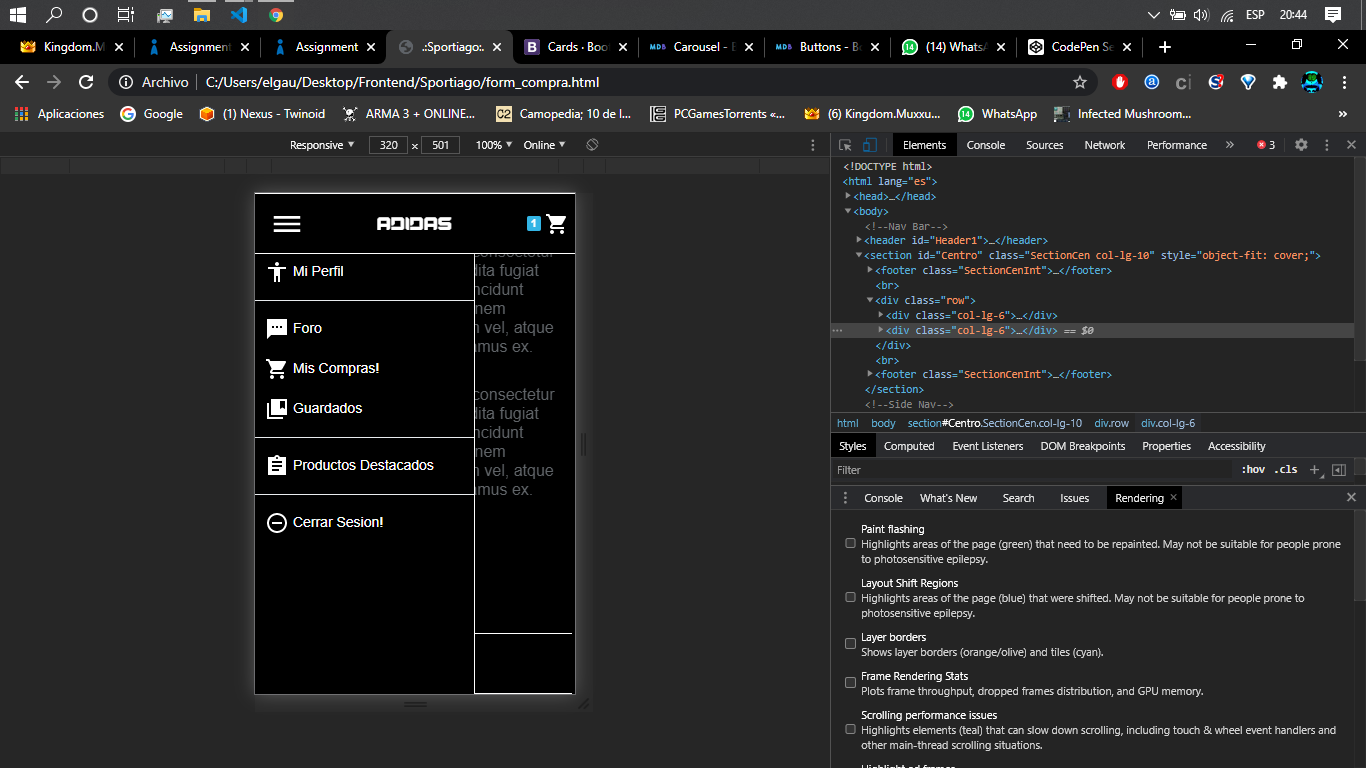 ESP 20:44
Kingdom.M
Assignment
Assignment
.:Sportiago:.
Cards · Boo
Carousel - B
Buttons - Bo
(14) WhatsA
CodePen Se
Archivo C:/Users/elgau/Desktop/Frontend/Sportiago/form_compra.html
Aplicaciones Google (1) Nexus - Twinoid ARMA 3 + ONLINE... Camopedia; 10 de l... PCGamesTorrents «... (6) Kingdom.Muxxu... WhatsApp Infected Mushroom... »
Responsive 320 x 501 100% Online
Elements Console Sources Network Performance » 3
<!DOCTYPE html>
<html lang="es">
<head>…</head>
<body>
<!--Nav Bar-->
<header id="Header1">…</header>
<section id="Centro" class="SectionCen col-lg-10" style="object-fit: cover;">
<footer class="SectionCenInt">…</footer>
<br>
<div class="row">
<div class="col-lg-6">…</div>
<div class="col-lg-6">…</div> == $0
</div>
<br>
<footer class="SectionCenInt">…</footer>
</section>
<!--Side Nav-->
html body section#Centro.SectionCen.col-lg-10 div.row div.col-lg-6
Styles Computed Event Listeners DOM Breakpoints Properties Accessibility
Filter :hov .cls +
Console What's New Search Issues Rendering
Paint flashing
Highlights areas of the page (green) that need to be repainted. May not be suitable for people prone
to photosensitive epilepsy.
Layout Shift Regions
Highlights areas of the page (blue) that were shifted. May not be suitable for people prone to
photosensitive epilepsy.
Layer borders
Shows layer borders (orange/olive) and tiles (cyan).
Frame Rendering Stats
Plots frame throughput, dropped frames distribution, and GPU memory.
Scrolling performance issues
Highlights elements (teal) that can slow down scrolling, including touch & wheel event handlers and
other main-thread scrolling situations.
ADIDAS 1
Mi Perfil
Foro
Mis Compras!
Guardados
Productos Destacados
Cerrar Sesion!
consectetur
dita fugiat
ncidunt
nem
n vel, atque
amus ex.
consectetur
dita fugiat
ncidunt
nem
n vel, atque
amus ex.